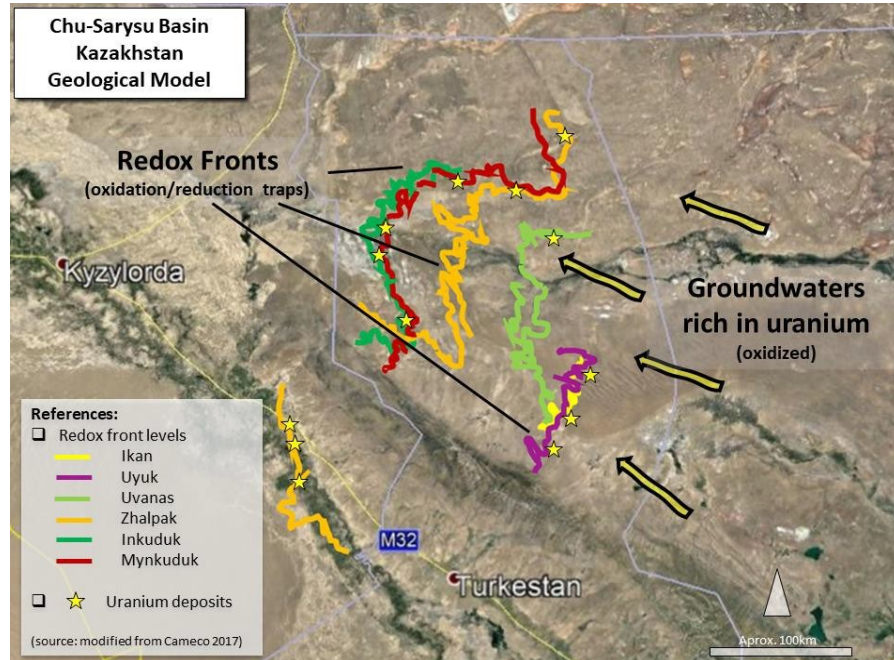 Chu-Sarysu Basin
Kazakhstan
Geological Model
Redox Fronts
(oxidation/reduction traps)
Kyzylorda
Groundwaters
rich in uranium
(oxidized)
References:
Redox front levels
Ikan
Uyuk
Uvanas
Zhalpak
Inkuduk
Mynkuduk
Uranium deposits
(source: modified from Cameco 2017)
M32
Turkestan
Aprox. 100km